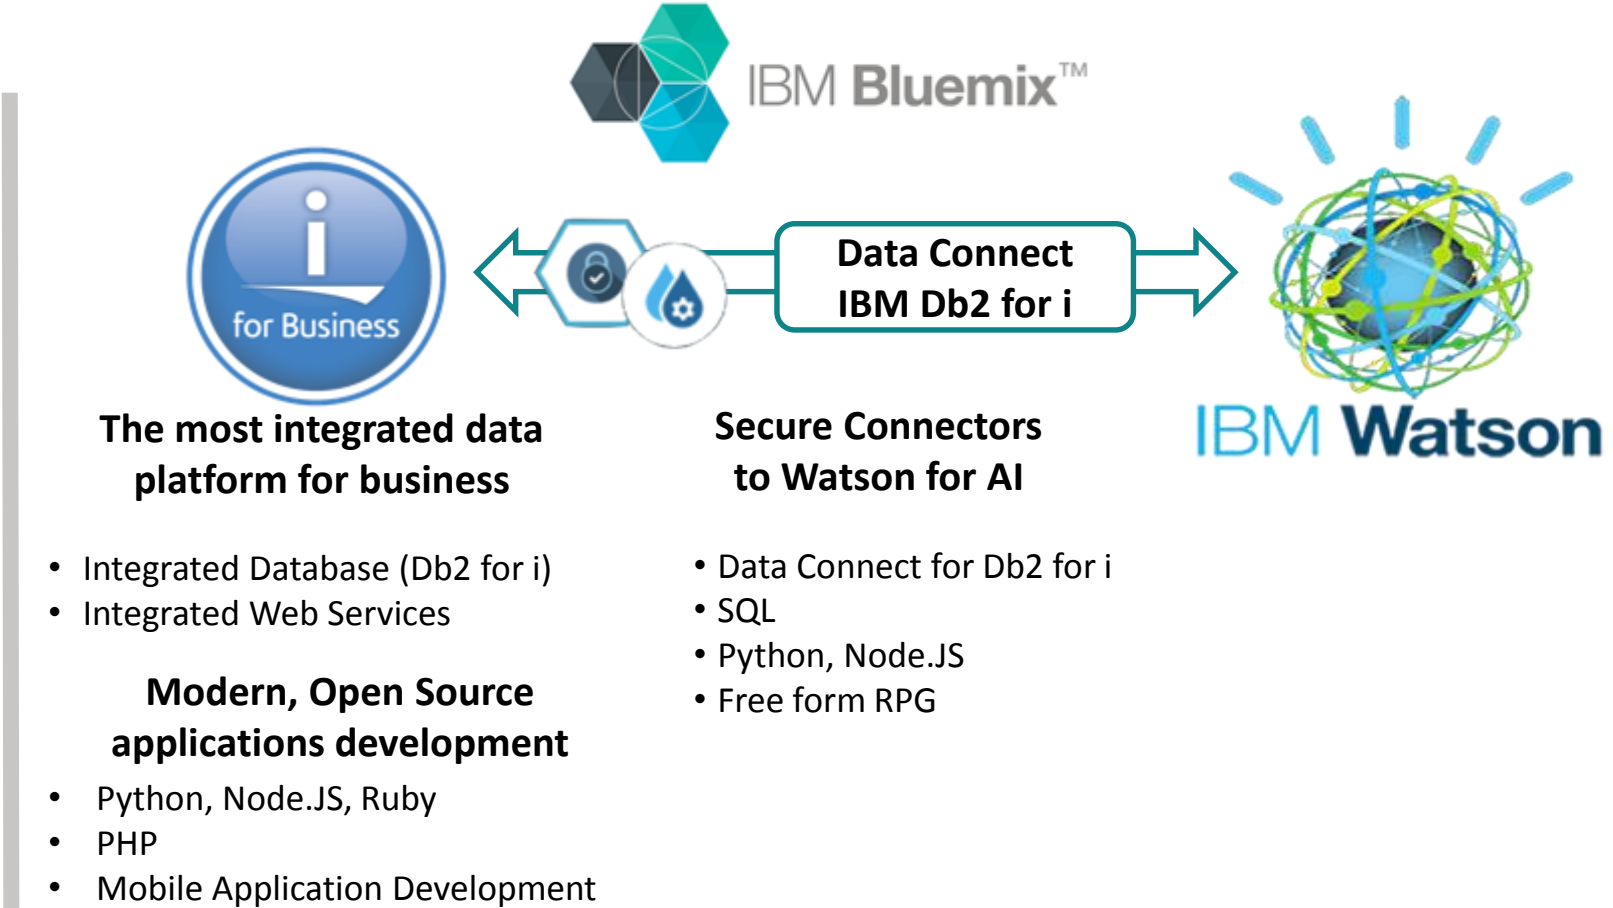 IBM Bluemix™
i
for Business
Data Connect
IBM Db2 for i
IBM Watson
The most integrated data
platform for business
• Integrated Database (Db2 for i)
• Integrated Web Services
Modern, Open Source
applications development
• Python, Node.JS, Ruby
• PHP
• Mobile Application Development
Secure Connectors
to Watson for AI
• Data Connect for Db2 for i
• SQL
• Python, Node.JS
• Free form RPG